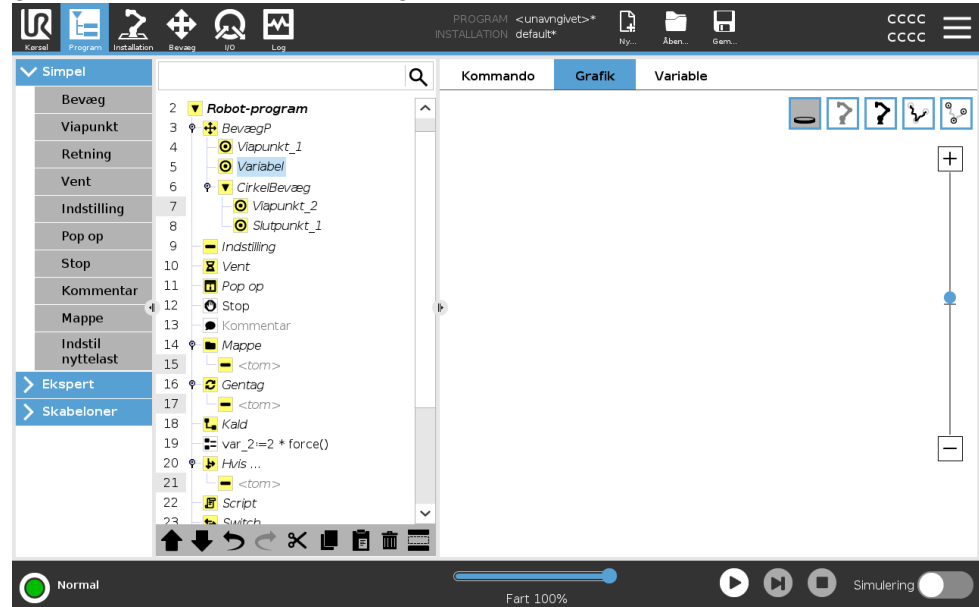 UR
PROGRAM <unavngivet>*
INSTALLATION default*
Kørsel
Program
Installation
Bevæg
I/O
Log
Ny...
Åben...
Gem...
CCCC
CCCC
Simpel
Bevæg
Viapunkt
Retning
Vent
Indstilling
Pop op
Stop
Kommentar
Mappe
Indstil
nyttelast
Ekspert
Skabeloner
2 Robot-program
3 BevægP
4 Viapunkt_1
5 Variabel
6 CirkelBevæg
7 Viapunkt_2
8 Slutpunkt_1
9 Indstilling
10 Vent
11 Pop op
12 Stop
13 Kommentar
14 Mappe
15 <tom>
16 Gentag
17 <tom>
18 Kald
19 var_2:=2 * force()
20 Hvis ...
21 <tom>
22 Script
23 Switch
Kommando
Grafik
Variable
Normal
Fart 100%
Simulering